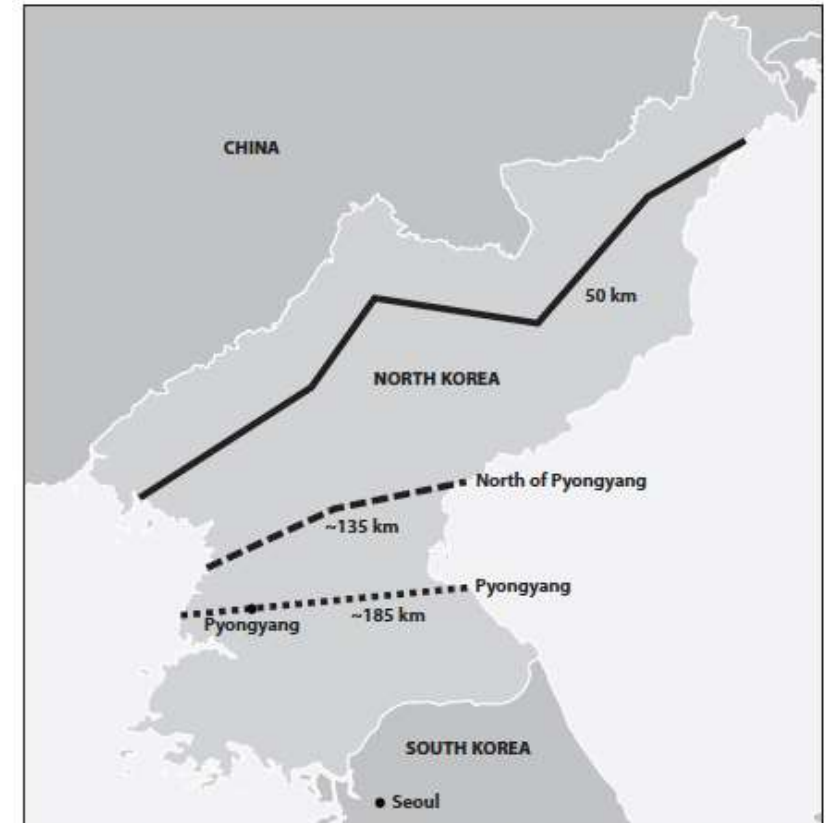 CHINA
50 km
NORTH KOREA
North of Pyongyang
~135 km
Pyongyang
~185 km
Pyongyang
SOUTH KOREA
Seoul